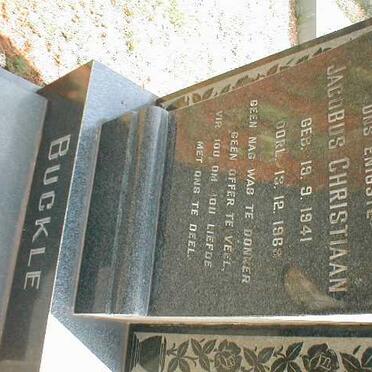 ONS ENIGSTE
JACOBUS CHRISTIAAN
GEB. 19. 9. 1941
OORL. 13. 12. 1988
GEEN NAG WAS TE DONKER
GEEN OFFER TE VEEL,
VIR JOU OM JOU LIEFDE
MET ONS TE DEEL.
BUCKLE